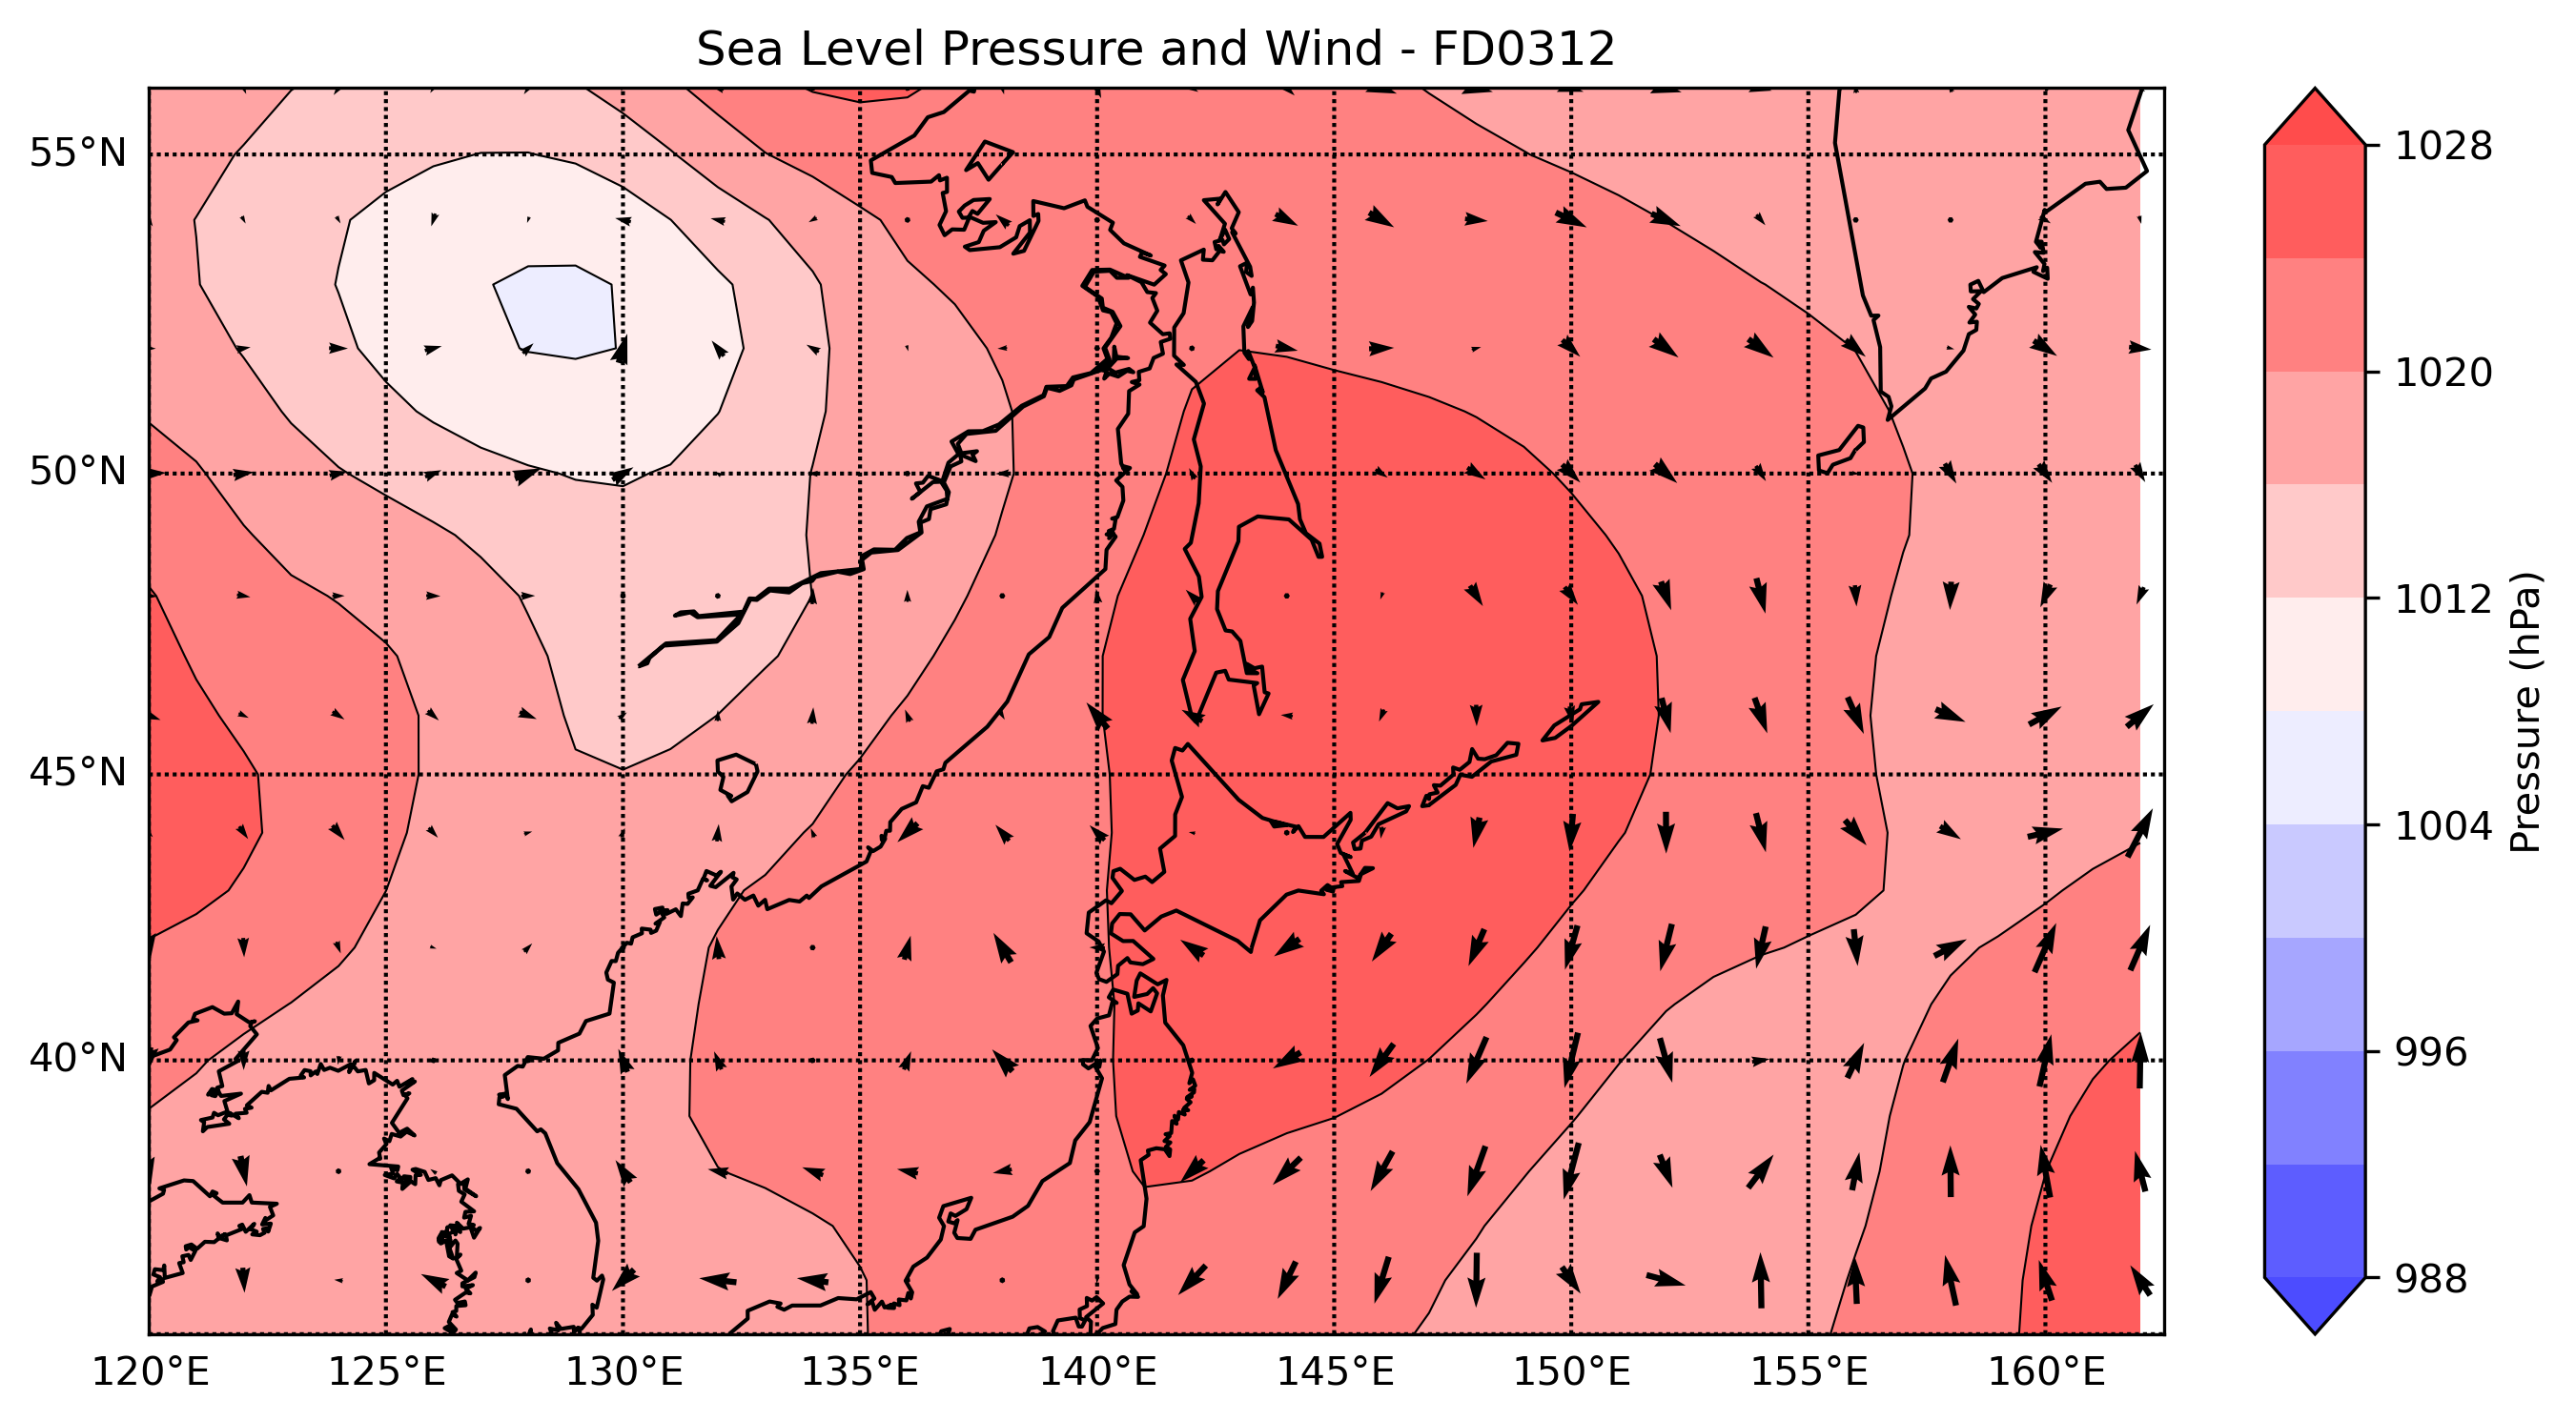 Sea Level Pressure and Wind - FD0312
55°N
50°N
45°N
40°N
120°E 125°E 130°E 135°E 140°E 145°E 150°E 155°E 160°E
1028
1020
1012
1004
996
988
Pressure (hPa)